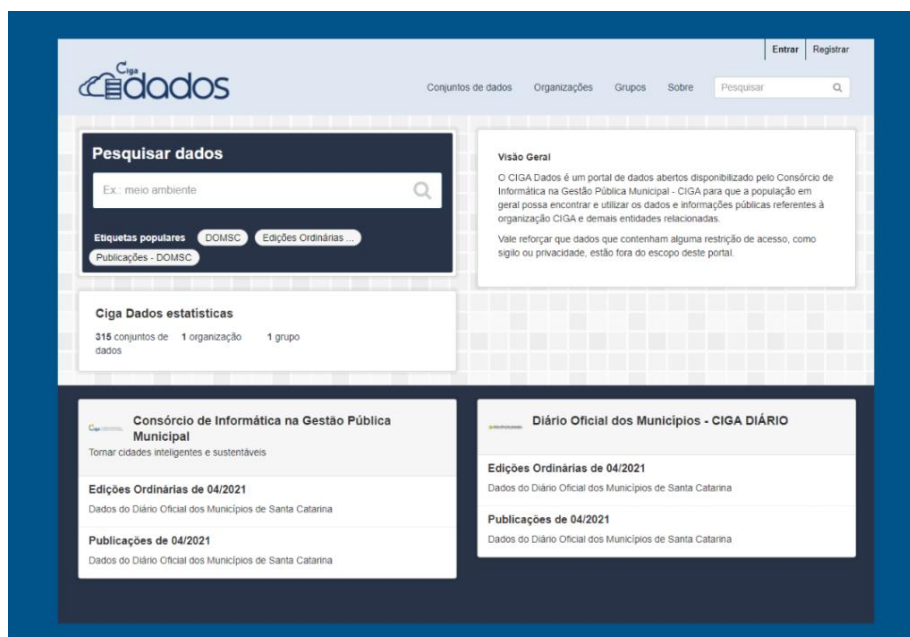 Entrar Registrar
Ciga dados
Conjuntos de dados Organizações Grupos Sobre Pesquisar
Pesquisar dados
Ex.: meio ambiente
Etiquetas populares DOMSC Edições Ordinárias ...
Publicações - DOMSC
Visão Geral
O CIGA Dados é um portal de dados abertos disponibilizado pelo Consórcio de
Informática na Gestão Pública Municipal - CIGA para que a população em
geral possa encontrar e utilizar os dados e informações públicas referentes à
organização CIGA e demais entidades relacionadas.
Vale reforçar que dados que contenham alguma restrição de acesso, como
sigilo ou privacidade, estão fora do escopo deste portal.
Ciga Dados estatisticas
315 conjuntos de 1 organização 1 grupo
dados
Ciga
Consórcio de Informática na Gestão Pública
Municipal
Tornar cidades inteligentes e sustentáveis
Edições Ordinárias de 04/2021
Dados do Diário Oficial dos Municípios de Santa Catarina
Publicações de 04/2021
Dados do Diário Oficial dos Municípios de Santa Catarina
Diário Oficial dos Municípios - CIGA DIÁRIO
Edições Ordinárias de 04/2021
Dados do Diário Oficial dos Municípios de Santa Catarina
Publicações de 04/2021
Dados do Diário Oficial dos Municípios de Santa Catarina